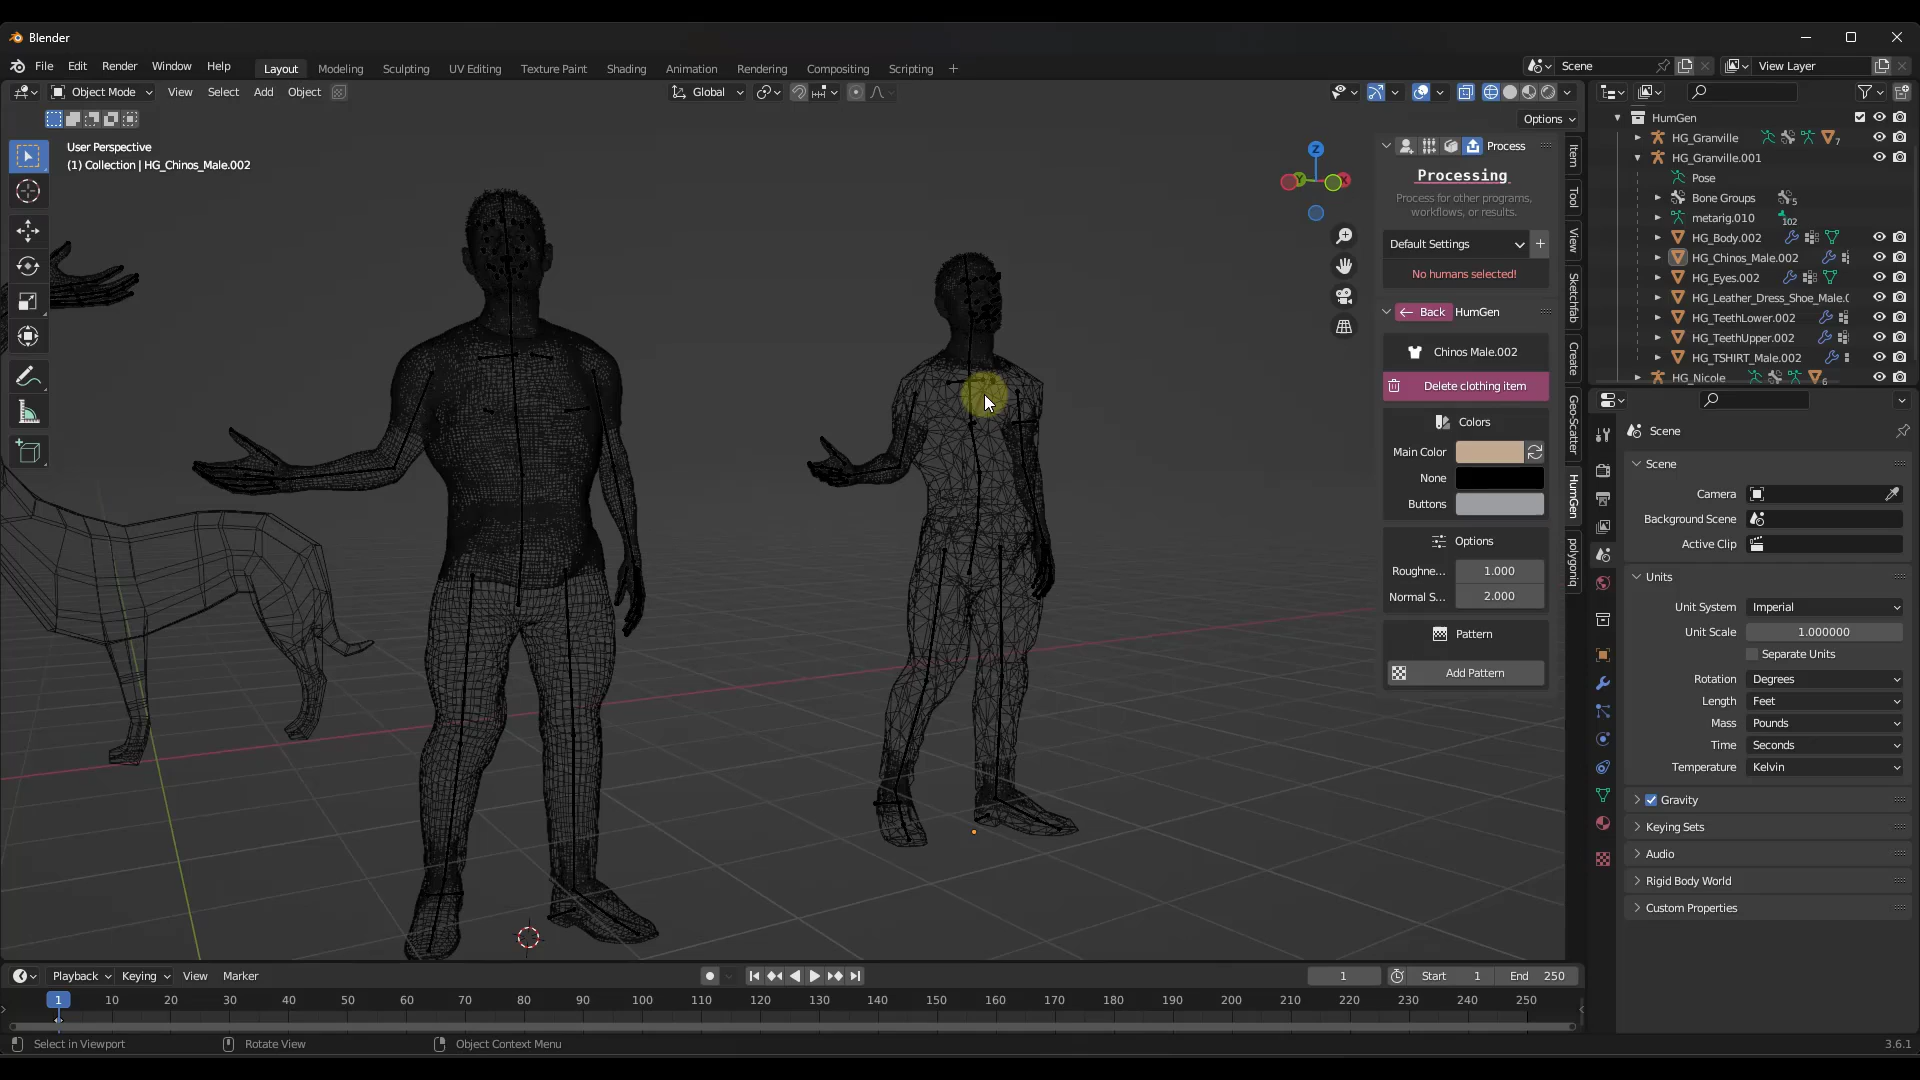 Blender
File Edit Render Window Help
Layout Modeling Sculpting UV Editing Texture Paint Shading Animation Rendering Compositing Scripting +
Scene
View Layer
Object Mode View Select Add Object
Global
Options
User Perspective
(1) Collection | HG_Chinos_Male.002
Z
Y
X
Process
Processing
Process for other programs,
workflows, or results.
Default Settings
No humans selected!
Back HumGen
Chinos Male.002
Delete clothing item
Colors
Main Color
None
Buttons
Options
Roughne... 1.000
Normal S... 2.000
Pattern
Add Pattern
Item
Tool
View
Sketchfab
Create
Geo-Scatter
HumGen
polygoniq
HumGen
HG_Granville 7
HG_Granville.001
Pose
Bone Groups 5
metarig.010 102
HG_Body.002
HG_Chinos_Male.002
HG_Eyes.002
HG_Leather_Dress_Shoe_Male.0
HG_TeethLower.002
HG_TeethUpper.002
HG_TSHIRT_Male.002
HG_Nicole 6
Scene
Scene
Camera
Background Scene
Active Clip
Units
Unit System Imperial
Unit Scale 1.000000
Separate Units
Rotation Degrees
Length Feet
Mass Pounds
Time Seconds
Temperature Kelvin
Gravity
Keying Sets
Audio
Rigid Body World
Custom Properties
Playback Keying View Marker
1 Start 1 End 250
1 10 20 30 40 50 60 70 80 90 100 110 120 130 140 150 160 170 180 190 200 210 220 230 240 250
Select in Viewport Rotate View Object Context Menu 3.6.1